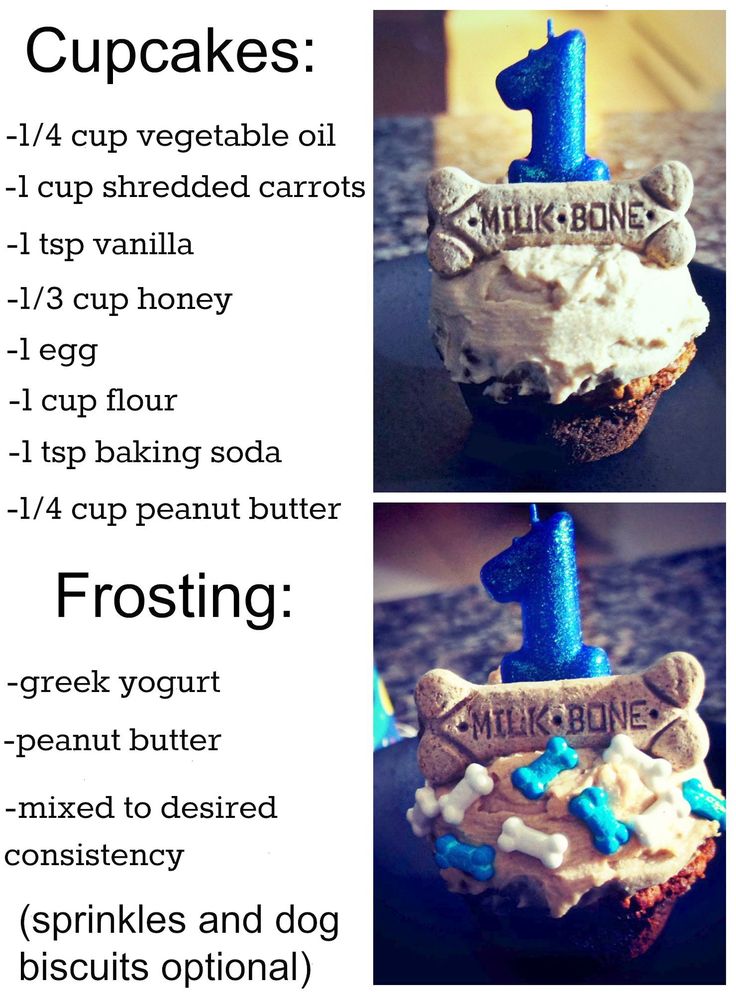 Cupcakes:
-1/4 cup vegetable oil
-1 cup shredded carrots
-1 tsp vanilla
-1/3 cup honey
-1 egg
-1 cup flour
-1 tsp baking soda
-1/4 cup peanut butter
Frosting:
-greek yogurt
-peanut butter
-mixed to desired
consistency
(sprinkles and dog
biscuits optional)
1
MILK·BONE
1
MILK·BONE